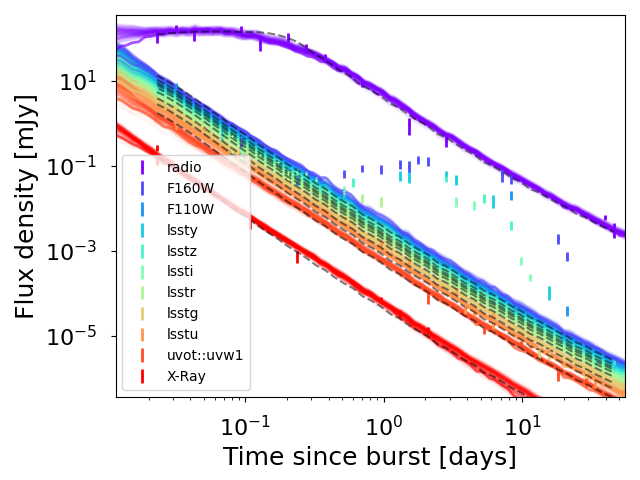 Flux density [mJy]
10^1
10^-1
10^-3
10^-5
radio
F160W
F110W
lssty
lsstz
lssti
lsstr
lsstg
lsstu
uvot::uvw1
X-Ray
10^-1
10^0
10^1
Time since burst [days]